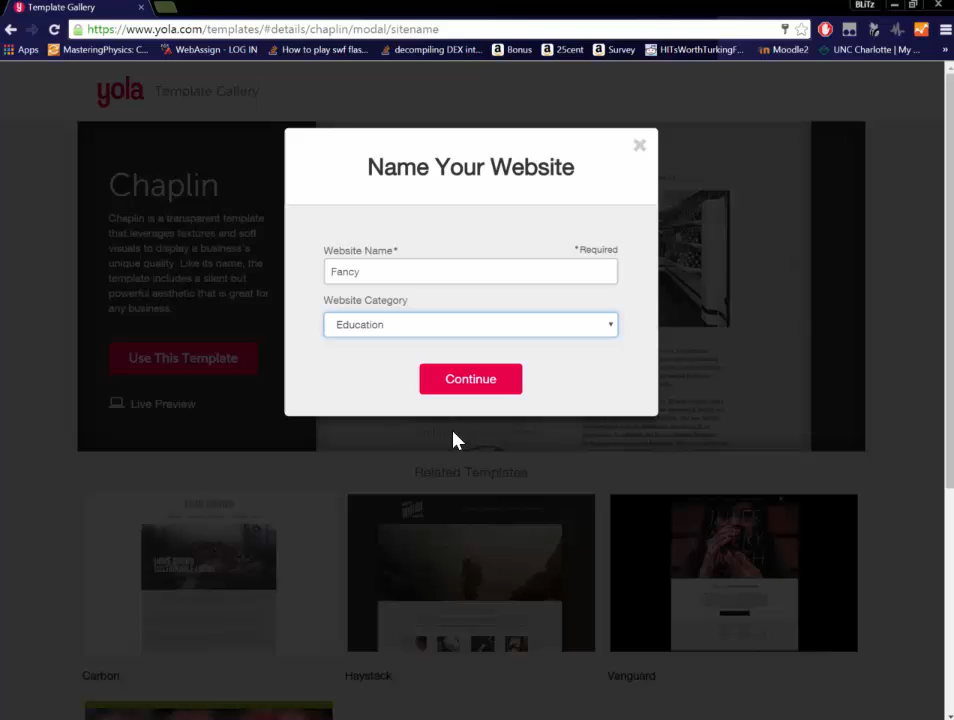 BLiTz
Template Gallery
https://www.yola.com/templates/#details/chaplin/modal/sitename
Apps
MasteringPhysics: C...
WebAssign - LOG IN
How to play swf flas...
decompiling DEX int...
Bonus
25cent
Survey
HITsWorthTurkingF...
Moodle2
UNC Charlotte | My ...
»
yola Template Gallery
Name Your Website
Chaplin
Chaplin is a transparent template
that leverages textures and soft
visuals to display a business's
unique quality. Like its name, the
template includes a silent but
powerful aesthetic that is great for
any business.
Use This Template
Live Preview
Website Name*
*Required
Fancy
Website Category
Education
Continue
Related Templates
Carbon
Haystack
Vanguard